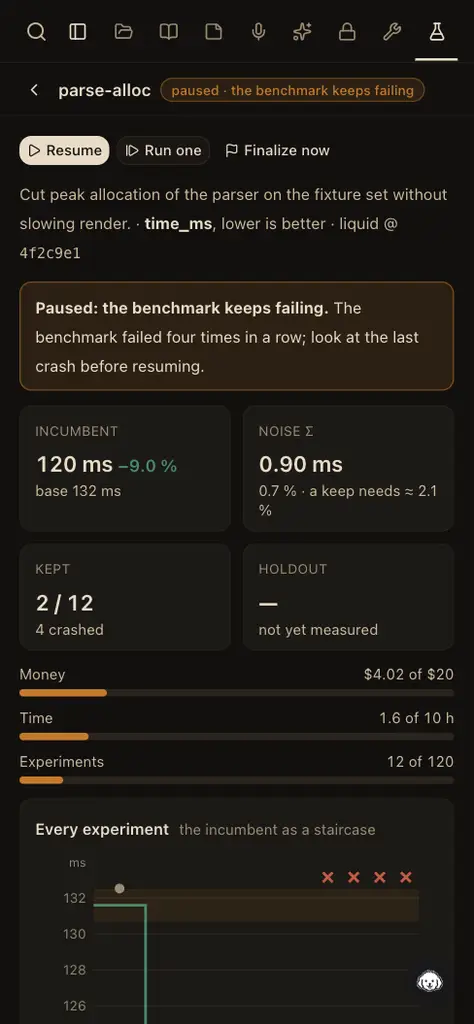 parse-alloc paused · the benchmark keeps failing
Resume Run one Finalize now
Cut peak allocation of the parser on the fixture set without
slowing render. · time_ms, lower is better · liquid @
4f2c9e1
Paused: the benchmark keeps failing. The
benchmark failed four times in a row; look at the last
crash before resuming.
INCUMBENT
120 ms −9.0 %
base 132 ms
NOISE Σ
0.90 ms
0.7 % · a keep needs ≈ 2.1
%
KEPT
2 / 12
4 crashed
HOLDOUT
—
not yet measured
Money $4.02 of $20
Time 1.6 of 10 h
Experiments 12 of 120
Every experiment the incumbent as a staircase
ms
132
130
128
126